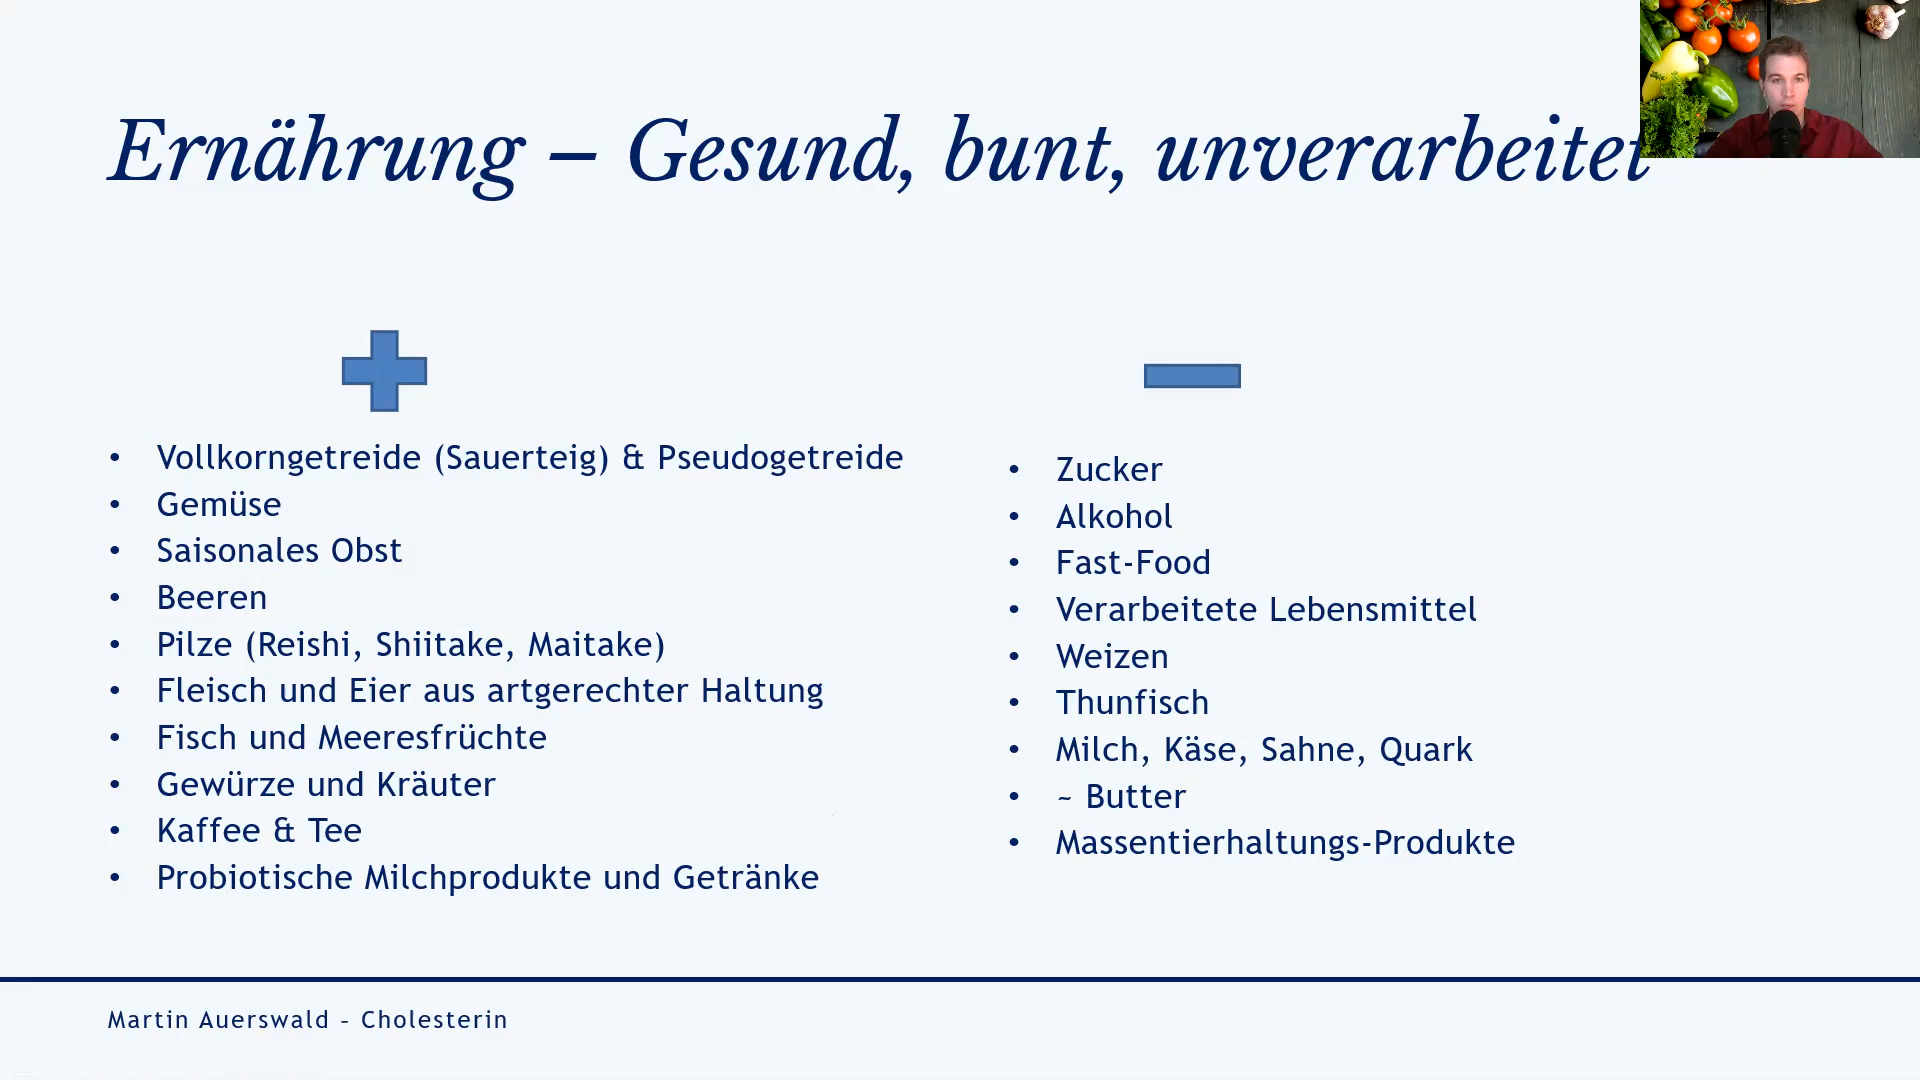 Ernährung – Gesund, bunt, unverarbeitet
• Vollkorngetreide (Sauerteig) & Pseudogetreide
• Gemüse
• Saisonales Obst
• Beeren
• Pilze (Reishi, Shiitake, Maitake)
• Fleisch und Eier aus artgerechter Haltung
• Fisch und Meeresfrüchte
• Gewürze und Kräuter
• Kaffee & Tee
• Probiotische Milchprodukte und Getränke
• Zucker
• Alkohol
• Fast-Food
• Verarbeitete Lebensmittel
• Weizen
• Thunfisch
• Milch, Käse, Sahne, Quark
• ~ Butter
• Massentierhaltungs-Produkte
Martin Auerswald – Cholesterin